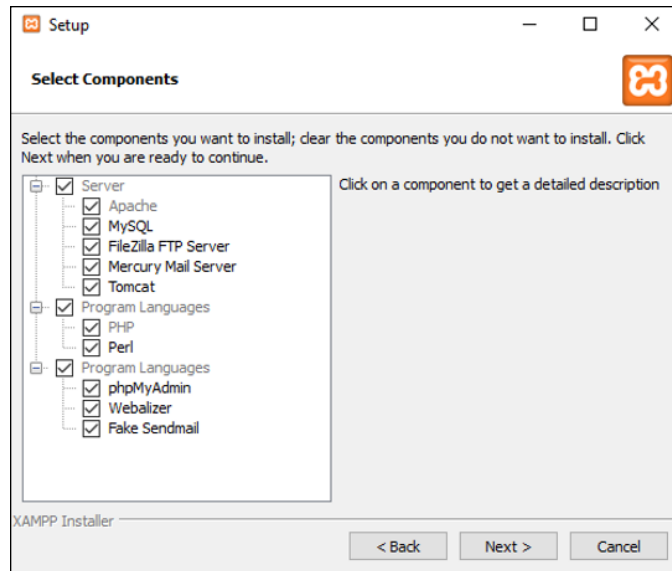 Setup
Select Components
Select the components you want to install; clear the components you do not want to install. Click
Next when you are ready to continue.
Server
Apache
MySQL
FileZilla FTP Server
Mercury Mail Server
Tomcat
Program Languages
PHP
Perl
Program Languages
phpMyAdmin
Webalizer
Fake Sendmail
Click on a component to get a detailed description
XAMPP Installer
< Back
Next >
Cancel